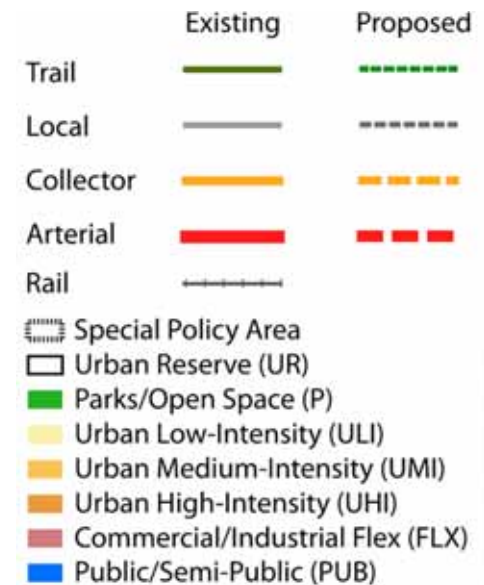 Existing Proposed
Trail
Local
Collector
Arterial
Rail
Special Policy Area
Urban Reserve (UR)
Parks/Open Space (P)
Urban Low-Intensity (ULI)
Urban Medium-Intensity (UMI)
Urban High-Intensity (UHI)
Commercial/Industrial Flex (FLX)
Public/Semi-Public (PUB)